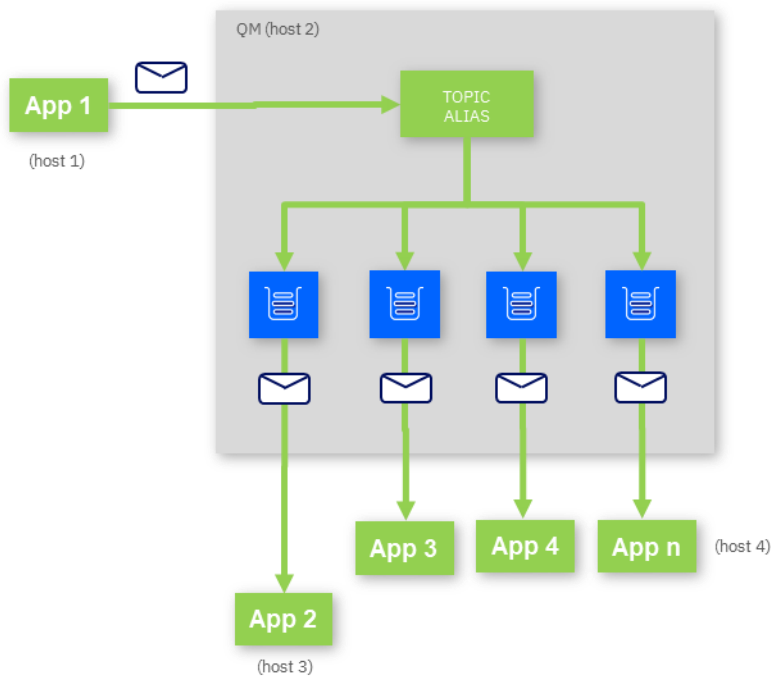 QM (host 2)
App 1
(host 1)
TOPIC
ALIAS
App 3
App 4
App n
(host 4)
App 2
(host 3)